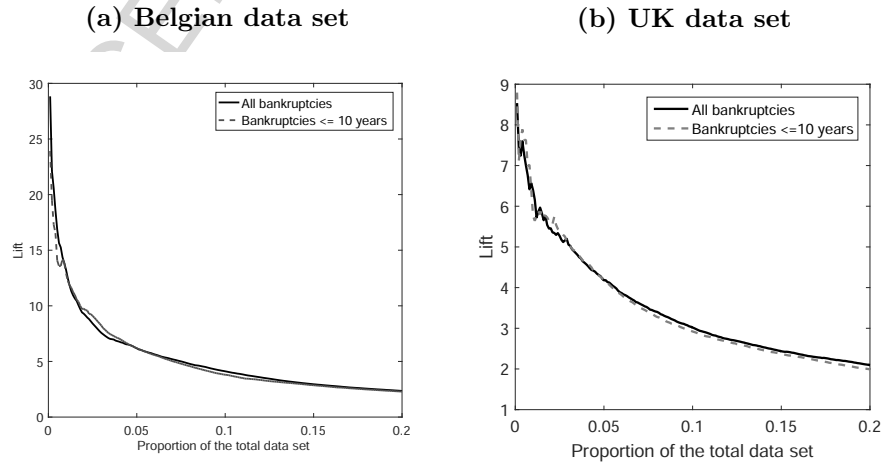 (a) Belgian data set
(b) UK data set
30
25
20
15
10
5
0
0
0.05
0.1
0.15
0.2
Lift
Proportion of the total data set
All bankruptcies
Bankruptcies <= 10 years
9
8
7
6
5
4
3
2
1
0
0.05
0.1
0.15
0.2
Lift
Proportion of the total data set
All bankruptcies
Bankruptcies <=10 years